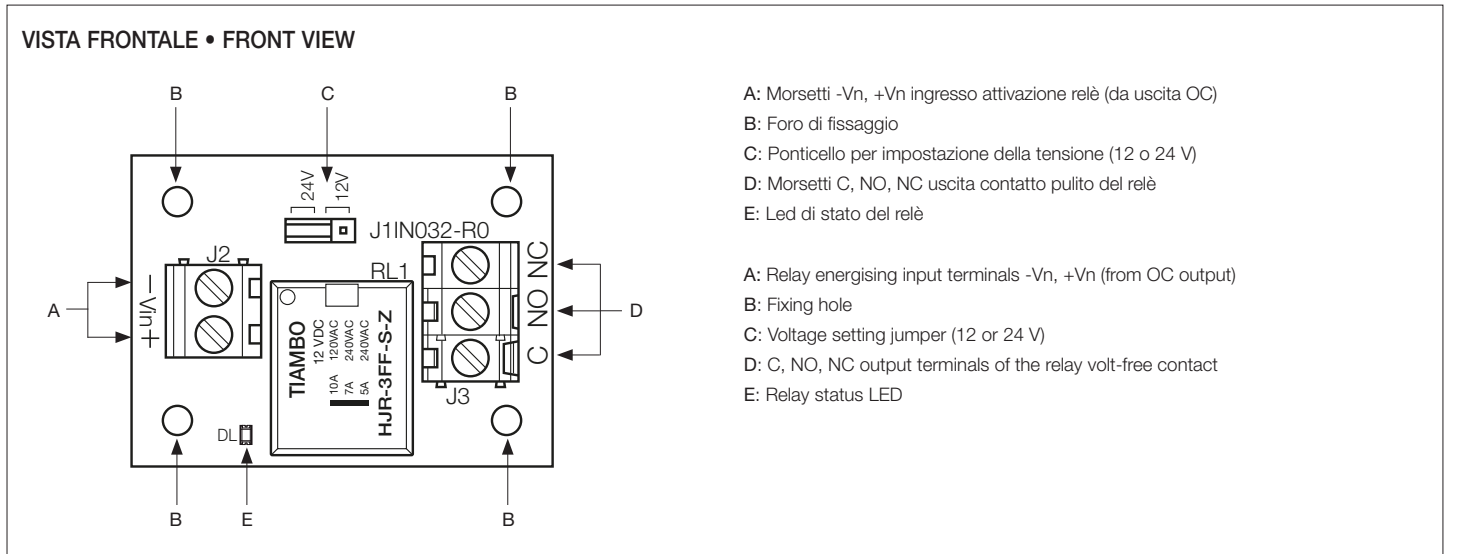 VISTA FRONTALE • FRONT VIEW
B
C
B
24V
12V
J1IN032-R0
J2
RL1
NC
NO
C
A
- Vin+
D
TIAMBO
12 VDC
10A 120VAC
7A 240VAC
5A 240VAC
HJR-3FF-S-Z
J3
DL
B
E
B
A: Morsetti -Vn, +Vn ingresso attivazione relè (da uscita OC)
B: Foro di fissaggio
C: Ponticello per impostazione della tensione (12 o 24 V)
D: Morsetti C, NO, NC uscita contatto pulito del relè
E: Led di stato del relè
A: Relay energising input terminals -Vn, +Vn (from OC output)
B: Fixing hole
C: Voltage setting jumper (12 or 24 V)
D: C, NO, NC output terminals of the relay volt-free contact
E: Relay status LED